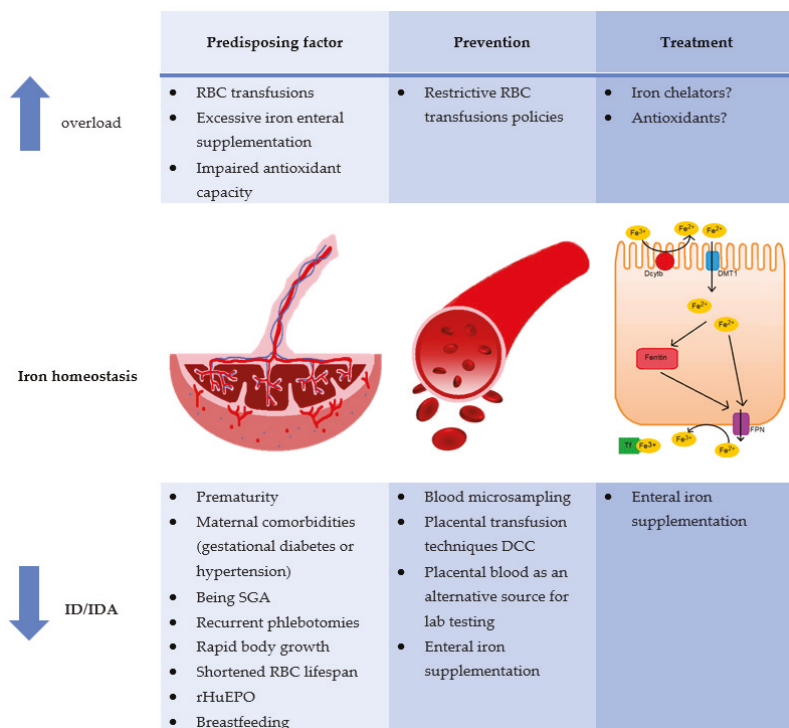 Predisposing factor
Prevention
Treatment
overload
• RBC transfusions
• Excessive iron enteral
supplementation
• Impaired antioxidant
capacity
• Restrictive RBC
transfusions policies
• Iron chelators?
• Antioxidants?
Iron homeostasis
Fe3+
Fe2+
Fe2+
Dcytb
DMT1
Fe2+
Fe2+
Ferritin
FPN
Tf
Fe3+
Fe3+
Fe2+
ID/IDA
• Prematurity
• Maternal comorbidities
(gestational diabetes or
hypertension)
• Being SGA
• Recurrent phlebotomies
• Rapid body growth
• Shortened RBC lifespan
• rHuEPO
• Breastfeeding
• Blood microsampling
• Placental transfusion
techniques DCC
• Placental blood as an
alternative source for
lab testing
• Enteral iron
supplementation
• Enteral iron
supplementation